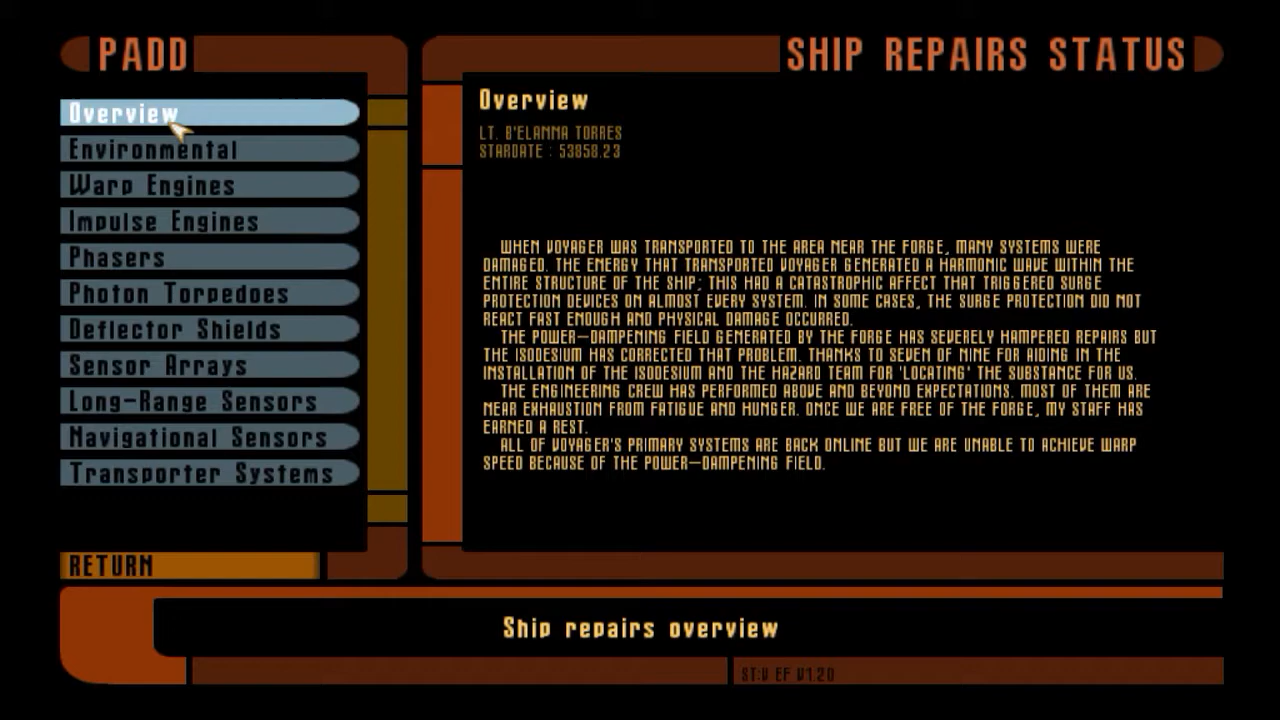 PADD
SHIP REPAIRS STATUS
Overview
Environmental
Warp Engines
Impulse Engines
Phasers
Photon Torpedoes
Deflector Shields
Sensor Arrays
Long-Range Sensors
Navigational Sensors
Transporter Systems
RETURN
Overview
LT. B'ELANNA TORRES
STARDATE : 53858.23
WHEN VOYAGER WAS TRANSPORTED TO THE AREA NEAR THE FORGE, MANY SYSTEMS WERE
DAMAGED. THE ENERGY THAT TRANSPORTED VOYAGER GENERATED A HARMONIC WAVE WITHIN THE
ENTIRE STRUCTURE OF THE SHIP; THIS HAD A CATASTROPHIC AFFECT THAT TRIGGERED SURGE
PROTECTION DEVICES ON ALMOST EVERY SYSTEM. IN SOME CASES, THE SURGE PROTECTION DID NOT
REACT FAST ENOUGH AND PHYSICAL DAMAGE OCCURRED.
THE POWER-DAMPENING FIELD GENERATED BY THE FORGE HAS SEVERELY HAMPERED REPAIRS BUT
THE ISODESIUM HAS CORRECTED THAT PROBLEM. THANKS TO SEVEN OF NINE FOR AIDING IN THE
INSTALLATION OF THE ISODESIUM AND THE HAZARD TEAM FOR 'LOCATING' THE SUBSTANCE FOR US.
THE ENGINEERING CREW HAS PERFORMED ABOVE AND BEYOND EXPECTATIONS. MOST OF THEM ARE
NEAR EXHAUSTION FROM FATIGUE AND HUNGER. ONCE WE ARE FREE OF THE FORGE, MY STAFF HAS
EARNED A REST.
ALL OF VOYAGER'S PRIMARY SYSTEMS ARE BACK ONLINE BUT WE ARE UNABLE TO ACHIEVE WARP
SPEED BECAUSE OF THE POWER-DAMPENING FIELD.
Ship repairs overview
ST:V EF V1.20